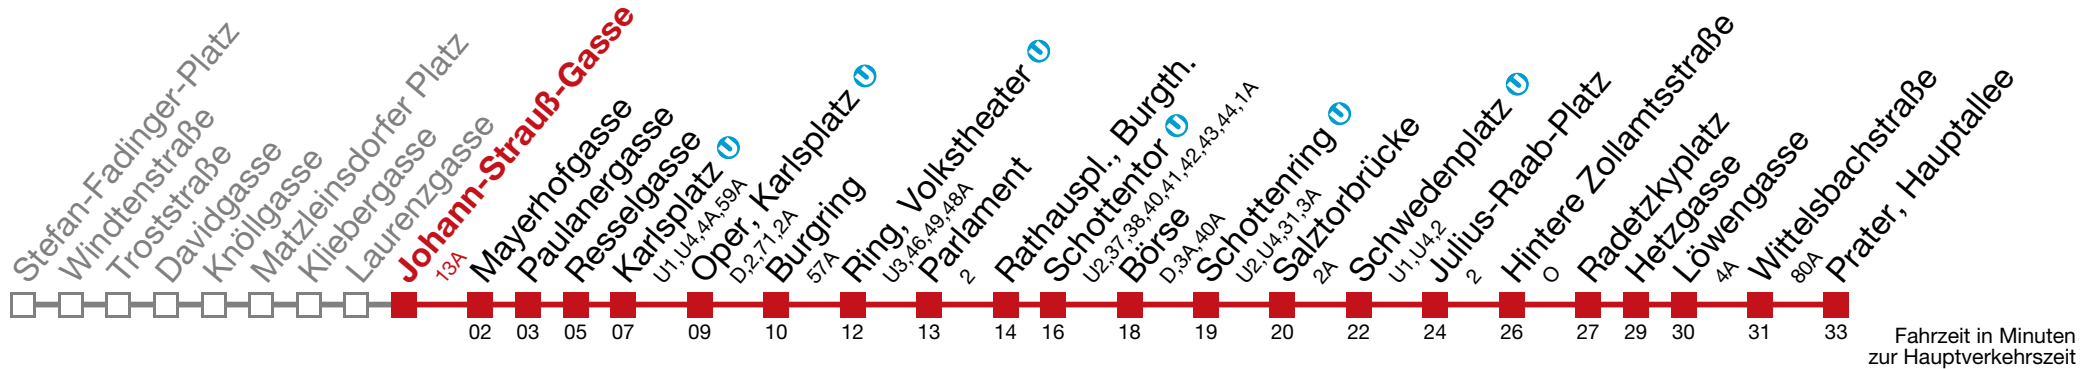 Stefan-Fadinger-Platz
Windtenstraße
Troststraße
Davidgasse
Knöllgasse
Matzleinsdorfer Platz
Kliebergasse
Laurenzgasse
Johann-Strauß-Gasse
13A
Mayerhofgasse
Paulanergasse
Resselgasse
Karlsplatz U
U1,U4,4A,59A
Oper, Karlsplatz U
D,2,71,2A
Burgring
57A
Ring, Volkstheater U
U3,46,49,48A
Parlament
2
Rathauspl., Burgth.
Schottentor U
U2,37,38,40,41,42,43,44,1A
Börse
D,3A,40A
Schottenring U
U2,U4,31,3A
Salztorbrücke
2A
Schwedenplatz U
U1,U4,2
Julius-Raab-Platz
2
Hintere Zollamtsstraße
O
Radetzkyplatz
Hetzgasse
Löwengasse
4A
Wittelsbachstraße
80A
Prater, Hauptallee
02 03 05 07 09 10 12 13 14 16 18 19 20 22 24 26 27 29 30 31 33
Fahrzeit in Minuten
zur Hauptverkehrszeit